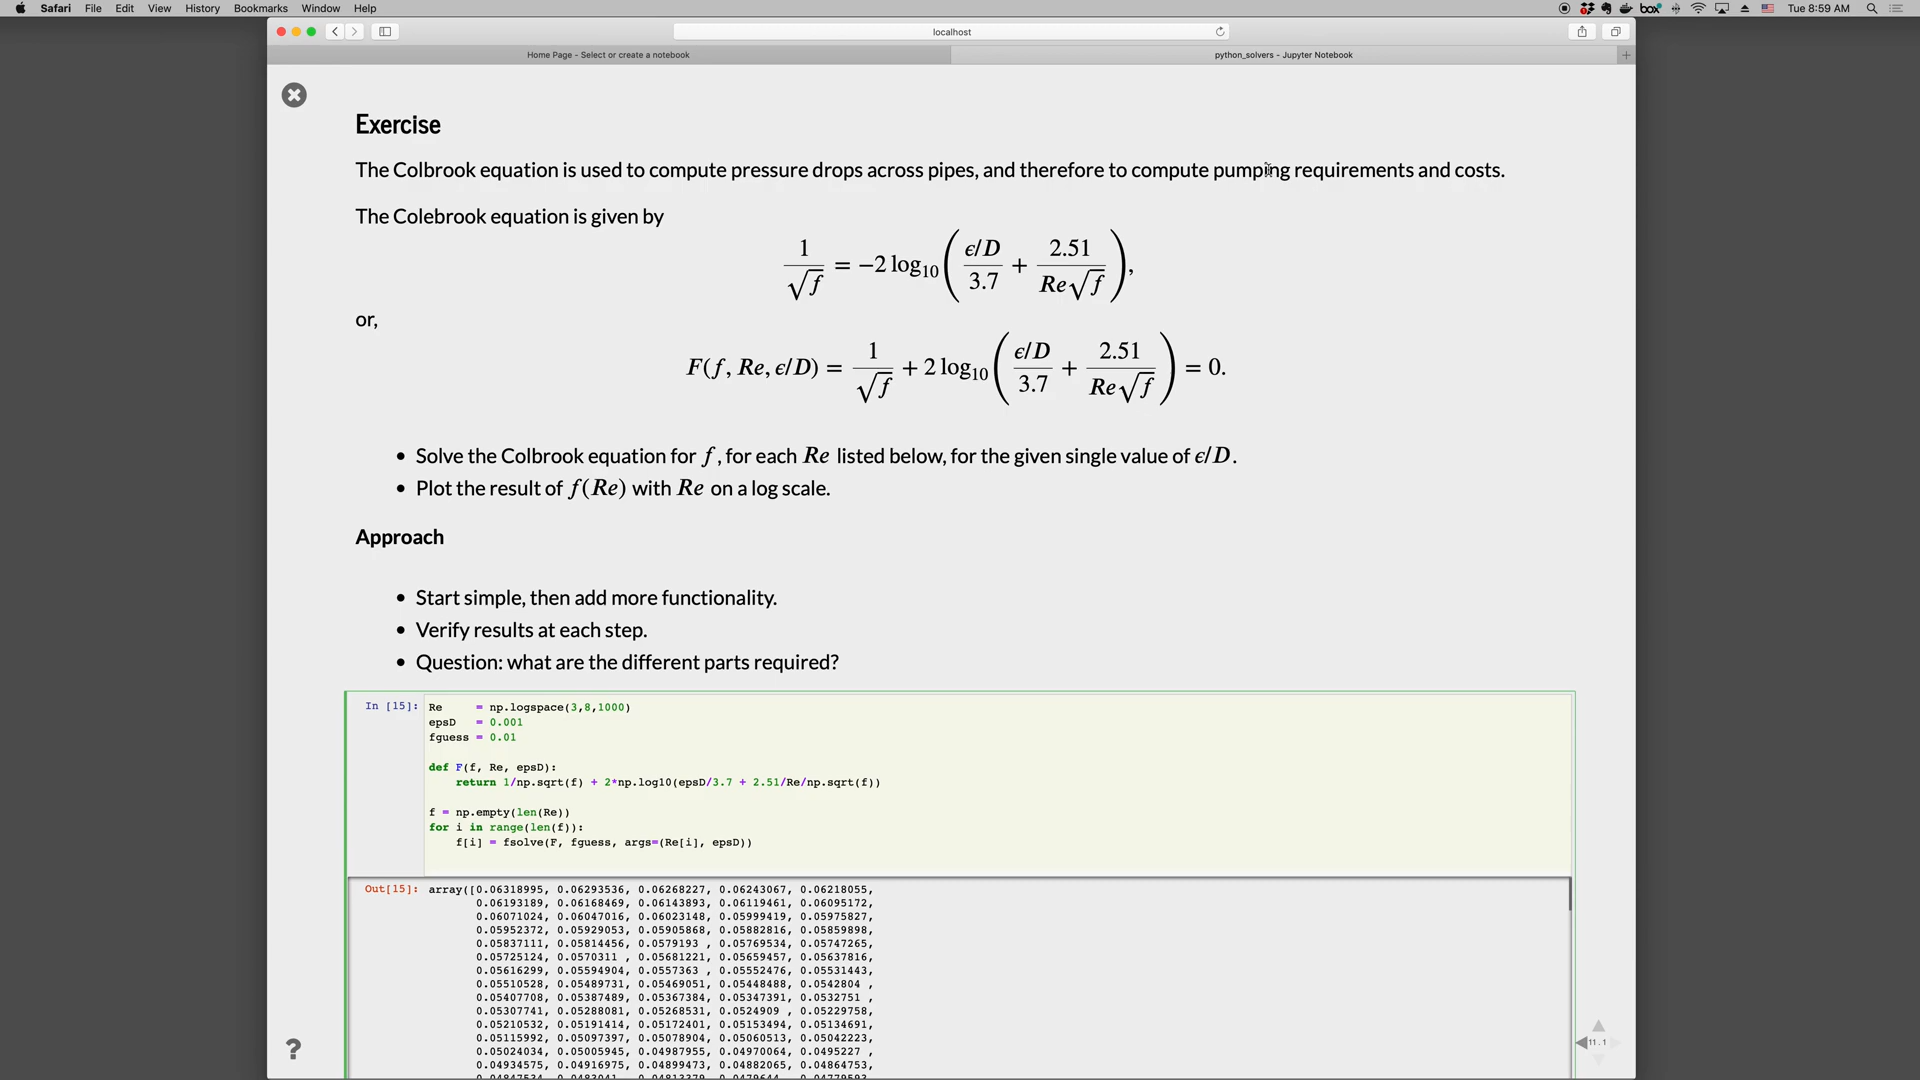 Safari File Edit View History Bookmarks Window Help box Tue 8:59 AM
localhost
Home Page - Select or create a notebook python_solvers - Jupyter Notebook
Exercise
The Colbrook equation is used to compute pressure drops across pipes, and therefore to compute pumping requirements and costs.
The Colebrook equation is given by
1/√f = −2 log10( (ϵ/D)/3.7 + 2.51/(Re√f) ),
or,
F(f, Re, ϵ/D) = 1/√f + 2 log10( (ϵ/D)/3.7 + 2.51/(Re√f) ) = 0.
• Solve the Colbrook equation for f, for each Re listed below, for the given single value of ϵ/D.
• Plot the result of f(Re) with Re on a log scale.
Approach
• Start simple, then add more functionality.
• Verify results at each step.
• Question: what are the different parts required?
In [15]: Re = np.logspace(3,8,1000)
epsD = 0.001
fguess = 0.01
def F(f, Re, epsD):
return 1/np.sqrt(f) + 2*np.log10(epsD/3.7 + 2.51/Re/np.sqrt(f))
f = np.empty(len(Re))
for i in range(len(f)):
f[i] = fsolve(F, fguess, args=(Re[i], epsD))
Out[15]: array([0.06318995, 0.06293536, 0.06268227, 0.06243067, 0.06218055,
0.06193189, 0.06168469, 0.06143893, 0.06119461, 0.06095172,
0.06071024, 0.06047016, 0.06023148, 0.05999419, 0.05975827,
0.05952372, 0.05929053, 0.05905868, 0.05882816, 0.05859898,
0.05837111, 0.05814456, 0.0579193 , 0.05769534, 0.05747265,
0.05725124, 0.0570311 , 0.05681221, 0.05659457, 0.05637816,
0.05616299, 0.05594904, 0.0557363 , 0.05552476, 0.05531443,
0.05510528, 0.05489731, 0.05469051, 0.05448488, 0.0542804 ,
0.05407708, 0.05387489, 0.05367384, 0.05347391, 0.0532751 ,
0.05307741, 0.05288081, 0.05268531, 0.0524909 , 0.05229758,
0.05210532, 0.05191414, 0.05172401, 0.05153494, 0.05134691,
0.05115992, 0.05097397, 0.05078904, 0.05060513, 0.05042223,
0.05024034, 0.05005945, 0.04987955, 0.04970064, 0.0495227 ,
0.04934575, 0.04916975, 0.04899473, 0.04882065, 0.04864753,
11.1